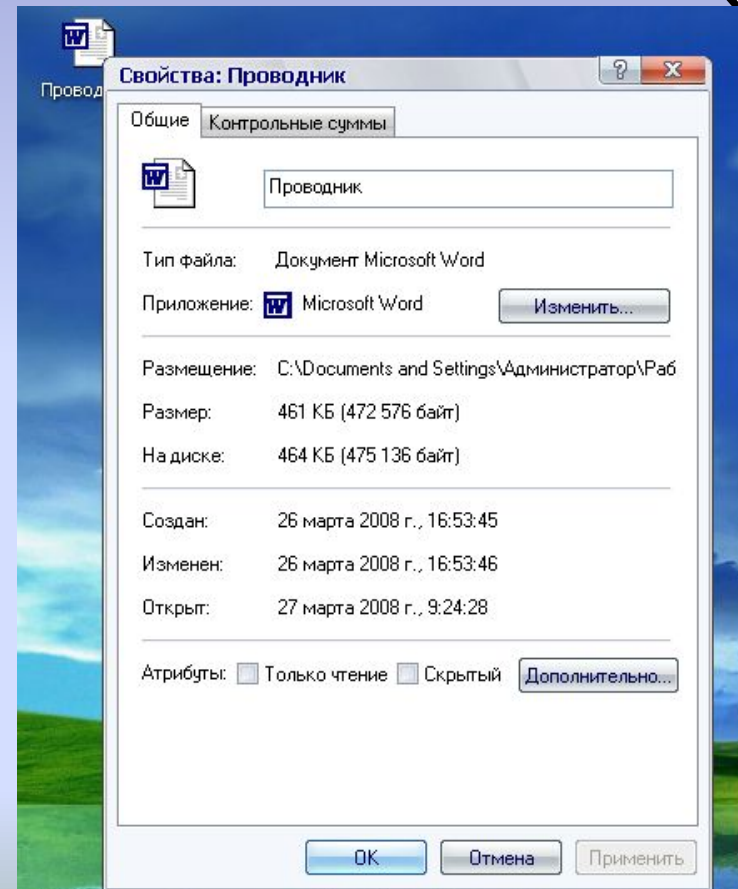 Провод
Свойства: Проводник
Общие Контрольные суммы
Проводник
Тип файла: Документ Microsoft Word
Приложение: Microsoft Word Изменить...
Размещение: C:\Documents and Settings\Администратор\Раб
Размер: 461 КБ (472 576 байт)
На диске: 464 КБ (475 136 байт)
Создан: 26 марта 2008 г., 16:53:45
Изменен: 26 марта 2008 г., 16:53:46
Открыт: 27 марта 2008 г., 9:24:28
Атрибуты: Только чтение Скрытый Дополнительно...
OK Отмена Применить